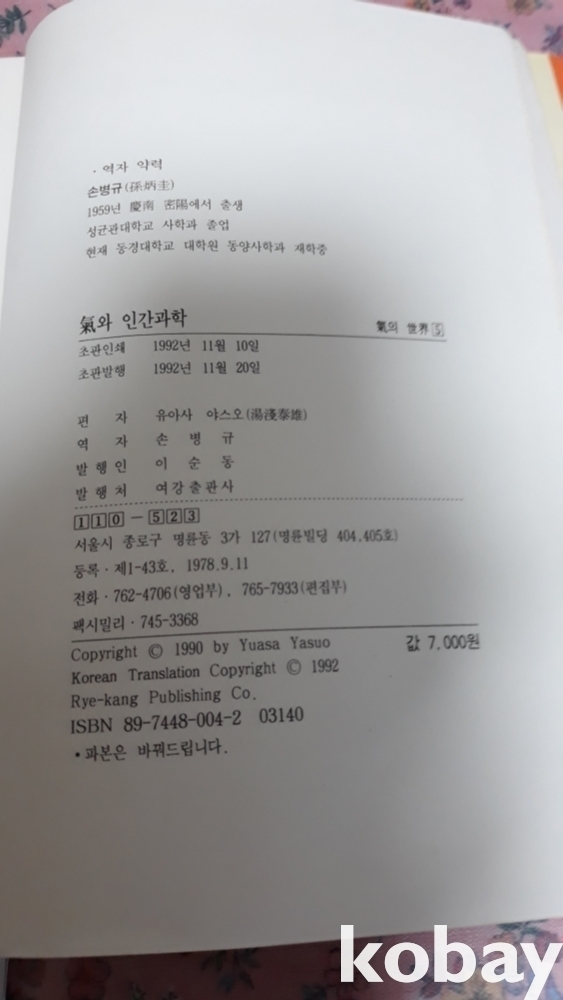 · 역자 약력
손병규(孫炳圭)
1959년 慶南 密陽에서 출생
성균관대학교 사학과 졸업
현재 동경대학교 대학원 동양사학과 재학중
氣와 인간과학 氣의 世界 5
초판인쇄 1992년 11월 10일
초판발행 1992년 11월 20일
편 자 유아사 야스오(湯淺泰雄)
역 자 손 병 규
발 행 인 이 순 동
발 행 처 여강출판사
110-523
서울시 종로구 명륜동 3가 127(명륜빌딩 404,405호)
등록·제1-43호, 1978.9.11
전화·762-4706(영업부), 765-7933(편집부)
팩시밀리·745-3368
Copyright © 1990 by Yuasa Yasuo 값 7,000원
Korean Translation Copyright © 1992
Rye-kang Publishing Co.
ISBN 89-7448-004-2 03140
•파본은 바꿔드립니다.
kobay